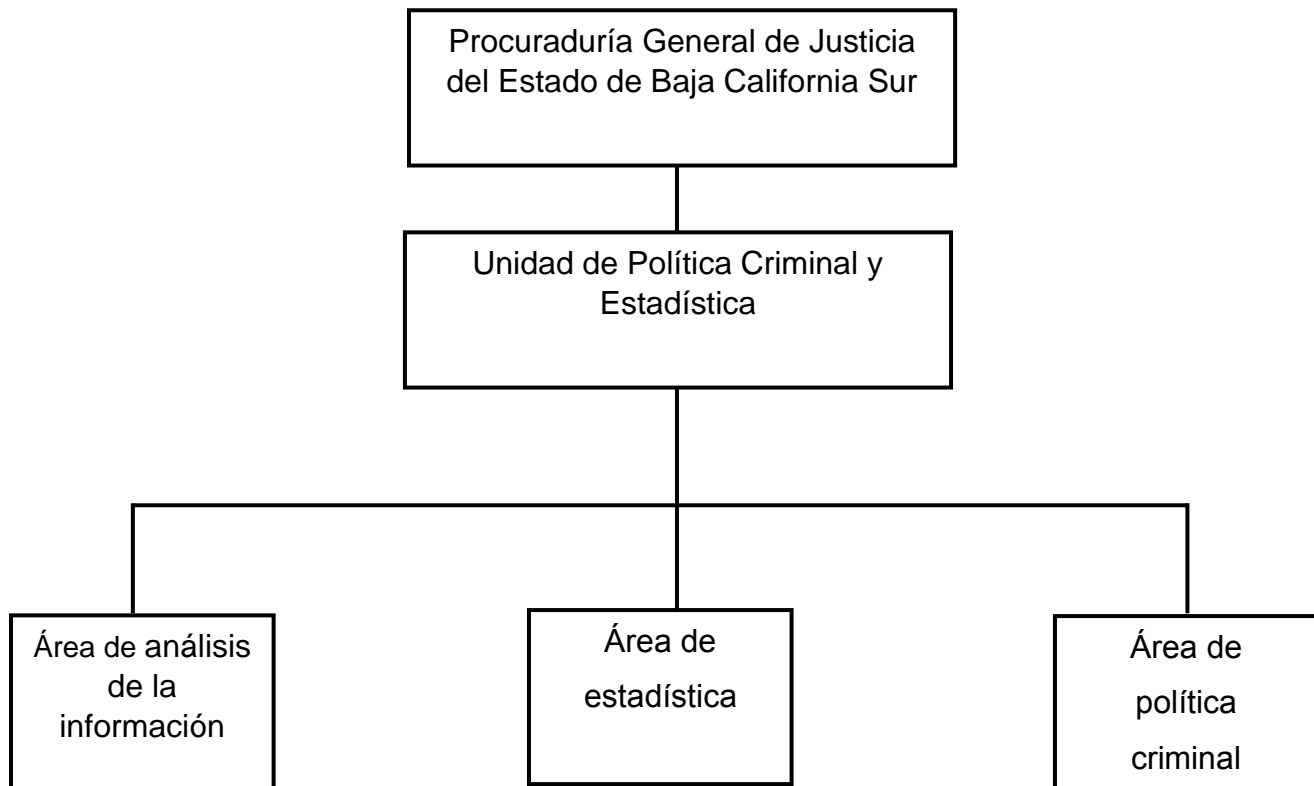 Procuraduría General de Justicia
del Estado de Baja California Sur
Unidad de Política Criminal y
Estadística
Área de análisis
de la
información
Área de
estadística
Área de
política
criminal